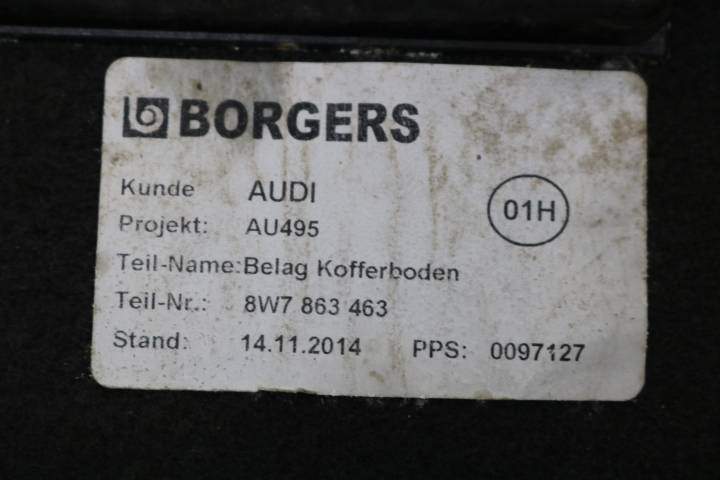 BORGERS
Kunde AUDI
01H
Projekt: AU495
Teil-Name: Belag Kofferboden
Teil-Nr.: 8W7 863 463
Stand: 14.11.2014 PPS: 0097127